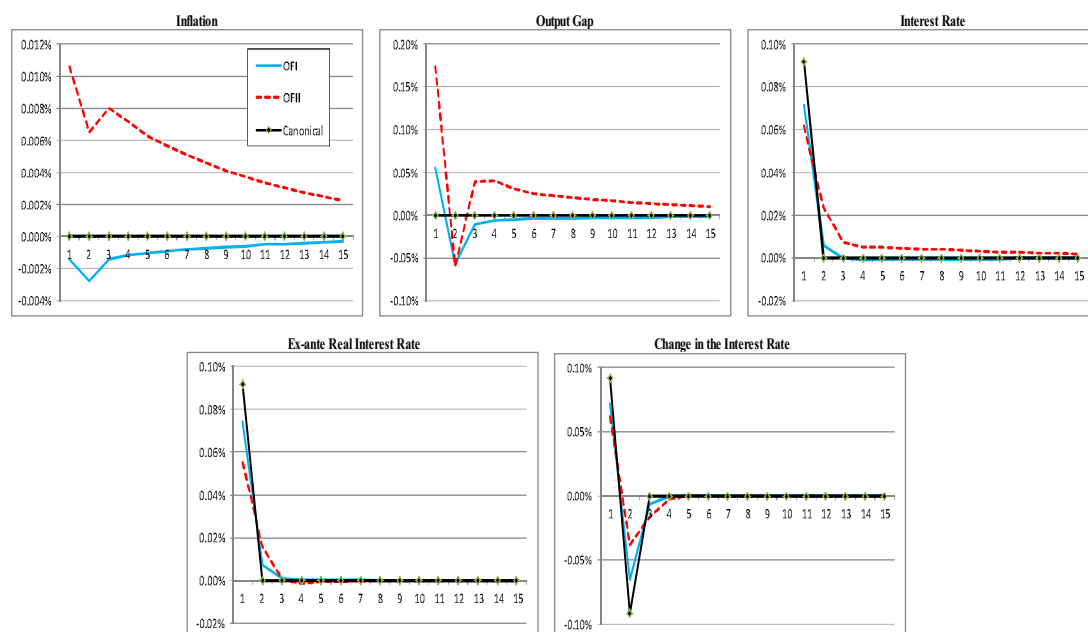 Inflation
Output Gap
Interest Rate
0.012%
0.010%
0.008%
0.006%
0.004%
0.002%
0.000%
-0.002%
-0.004%
1 2 3 4 5 6 7 8 9 10 11 12 13 14 15
OFI
OFII
Canonical
0.20%
0.15%
0.10%
0.05%
0.00%
-0.05%
-0.10%
1 2 3 4 5 6 7 8 9 10 11 12 13 14 15
0.10%
0.08%
0.06%
0.04%
0.02%
0.00%
-0.02%
1 2 3 4 5 6 7 8 9 10 11 12 13 14 15
Ex-ante Real Interest Rate
Change in the Interest Rate
0.10%
0.08%
0.06%
0.04%
0.02%
0.00%
-0.02%
1 2 3 4 5 6 7 8 9 10 11 12 13 14 15
0.10%
0.05%
0.00%
-0.05%
-0.10%
1 2 3 4 5 6 7 8 9 10 11 12 13 14 15